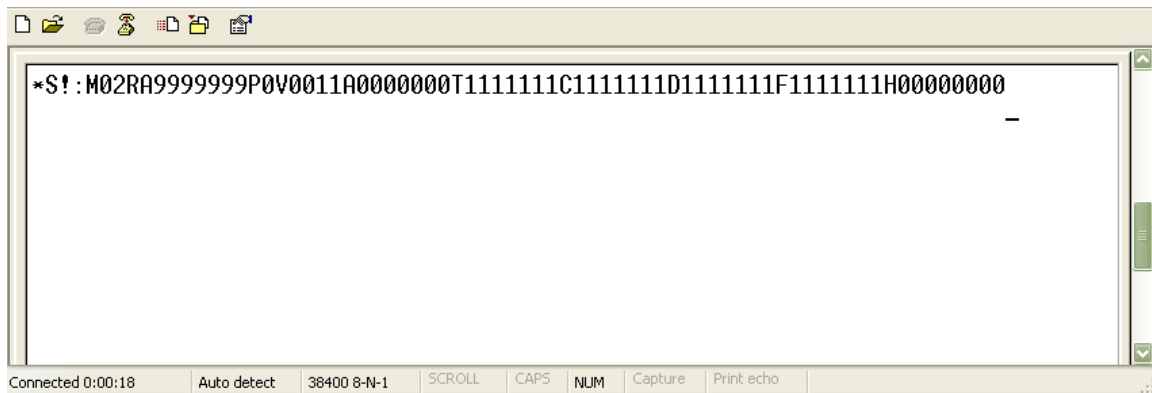 *S!:M02RA9999999P0V0011A0000000T1111111C1111111D1111111F1111111H00000000
_
Connected 0:00:18 Auto detect 38400 8-N-1 SCROLL CAPS NUM Capture Print echo